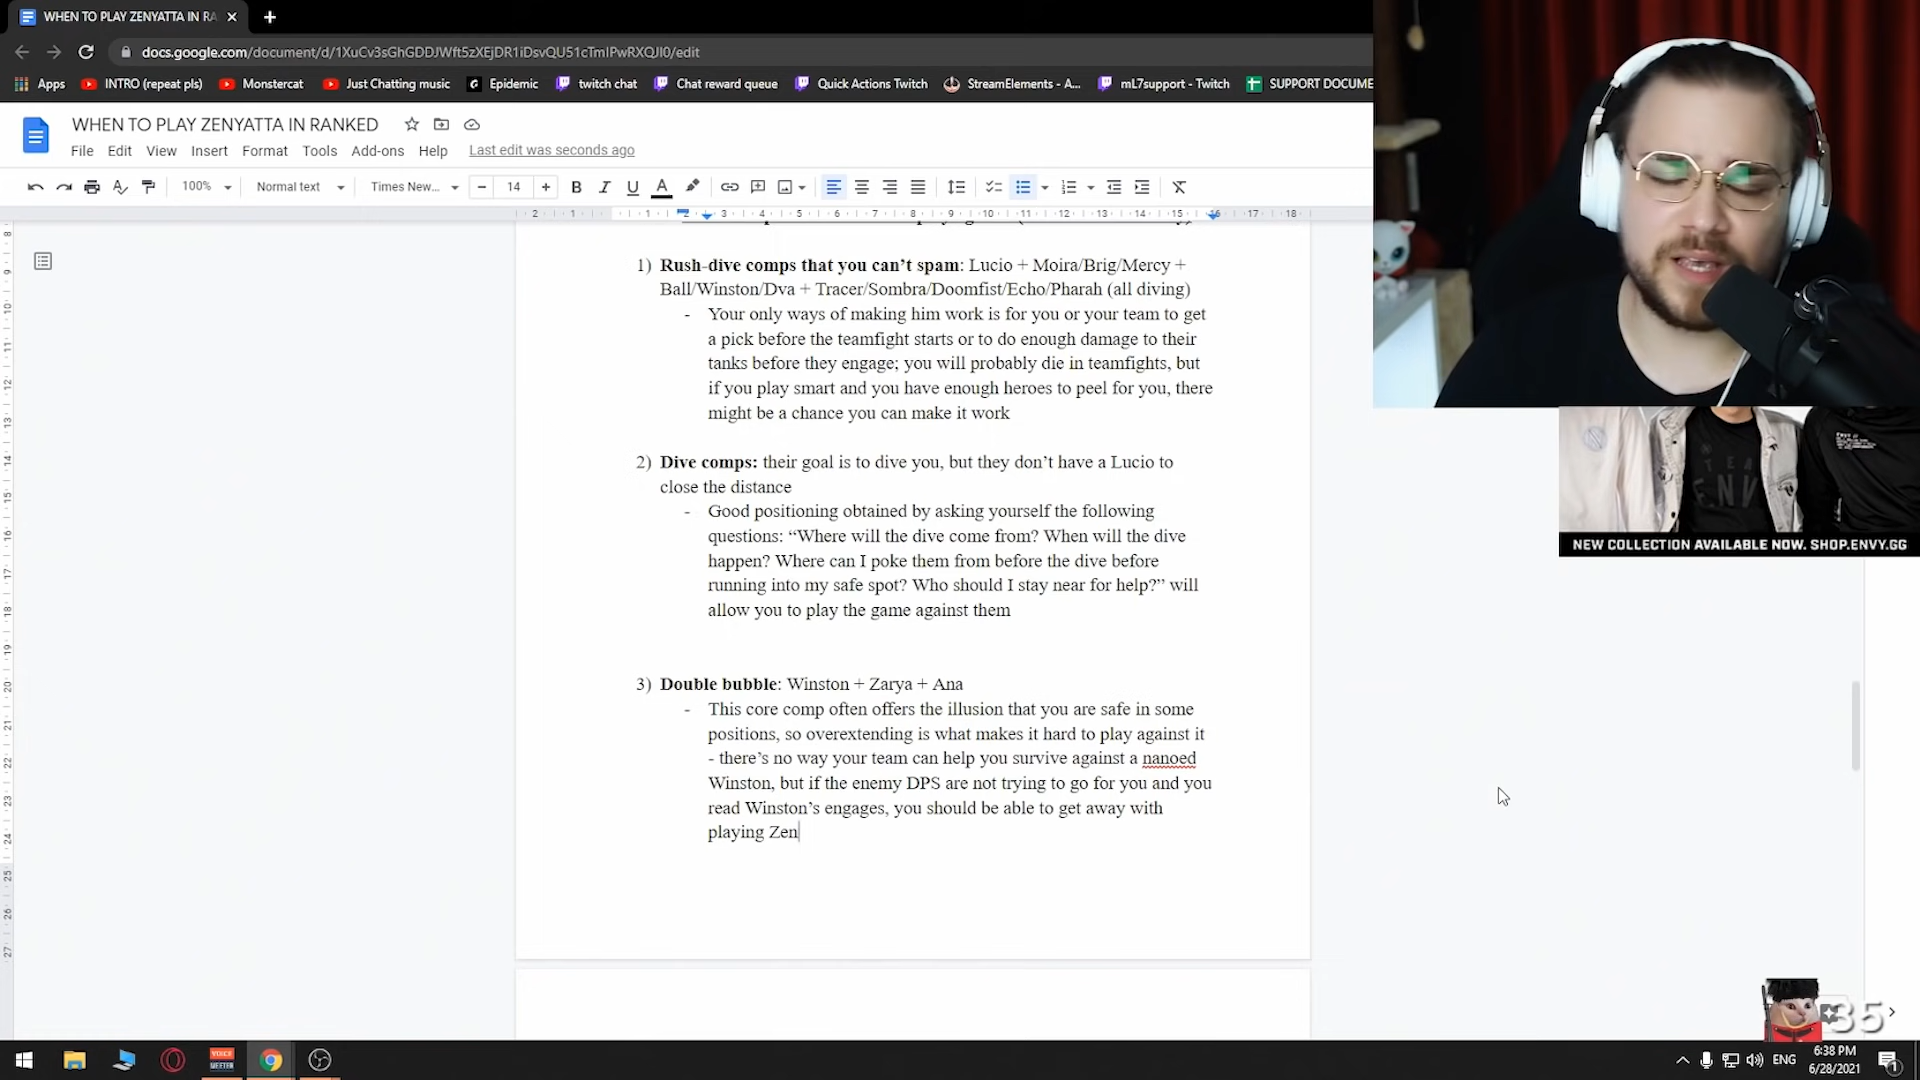 WHEN TO PLAY ZENYATTA IN RA
docs.google.com/document/d/1XuCv3sGhGDDJWft5zXEjDR1iDsvQU51cTmlPwRXQJI0/edit
Apps INTRO (repeat pls) Monstercat Just Chatting music Epidemic twitch chat Chat reward queue Quick Actions Twitch StreamElements - A... mL7support - Twitch SUPPORT DOCUME
WHEN TO PLAY ZENYATTA IN RANKED
File Edit View Insert Format Tools Add-ons Help Last edit was seconds ago
100% Normal text Times New... 14
1) Rush-dive comps that you can’t spam: Lucio + Moira/Brig/Mercy +
Ball/Winston/Dva + Tracer/Sombra/Doomfist/Echo/Pharah (all diving)
- Your only ways of making him work is for you or your team to get
a pick before the teamfight starts or to do enough damage to their
tanks before they engage; you will probably die in teamfights, but
if you play smart and you have enough heroes to peel for you, there
might be a chance you can make it work
2) Dive comps: their goal is to dive you, but they don’t have a Lucio to
close the distance
- Good positioning obtained by asking yourself the following
questions: “Where will the dive come from? When will the dive
happen? Where can I poke them from before the dive before
running into my safe spot? Who should I stay near for help?” will
allow you to play the game against them
3) Double bubble: Winston + Zarya + Ana
- This core comp often offers the illusion that you are safe in some
positions, so overextending is what makes it hard to play against it
- there’s no way your team can help you survive against a nanoed
Winston, but if the enemy DPS are not trying to go for you and you
read Winston’s engages, you should be able to get away with
playing Zen
NEW COLLECTION AVAILABLE NOW. SHOP.ENVY.GG
35
VOICE
MEETER
ENG
6:38 PM
6/28/2021
1